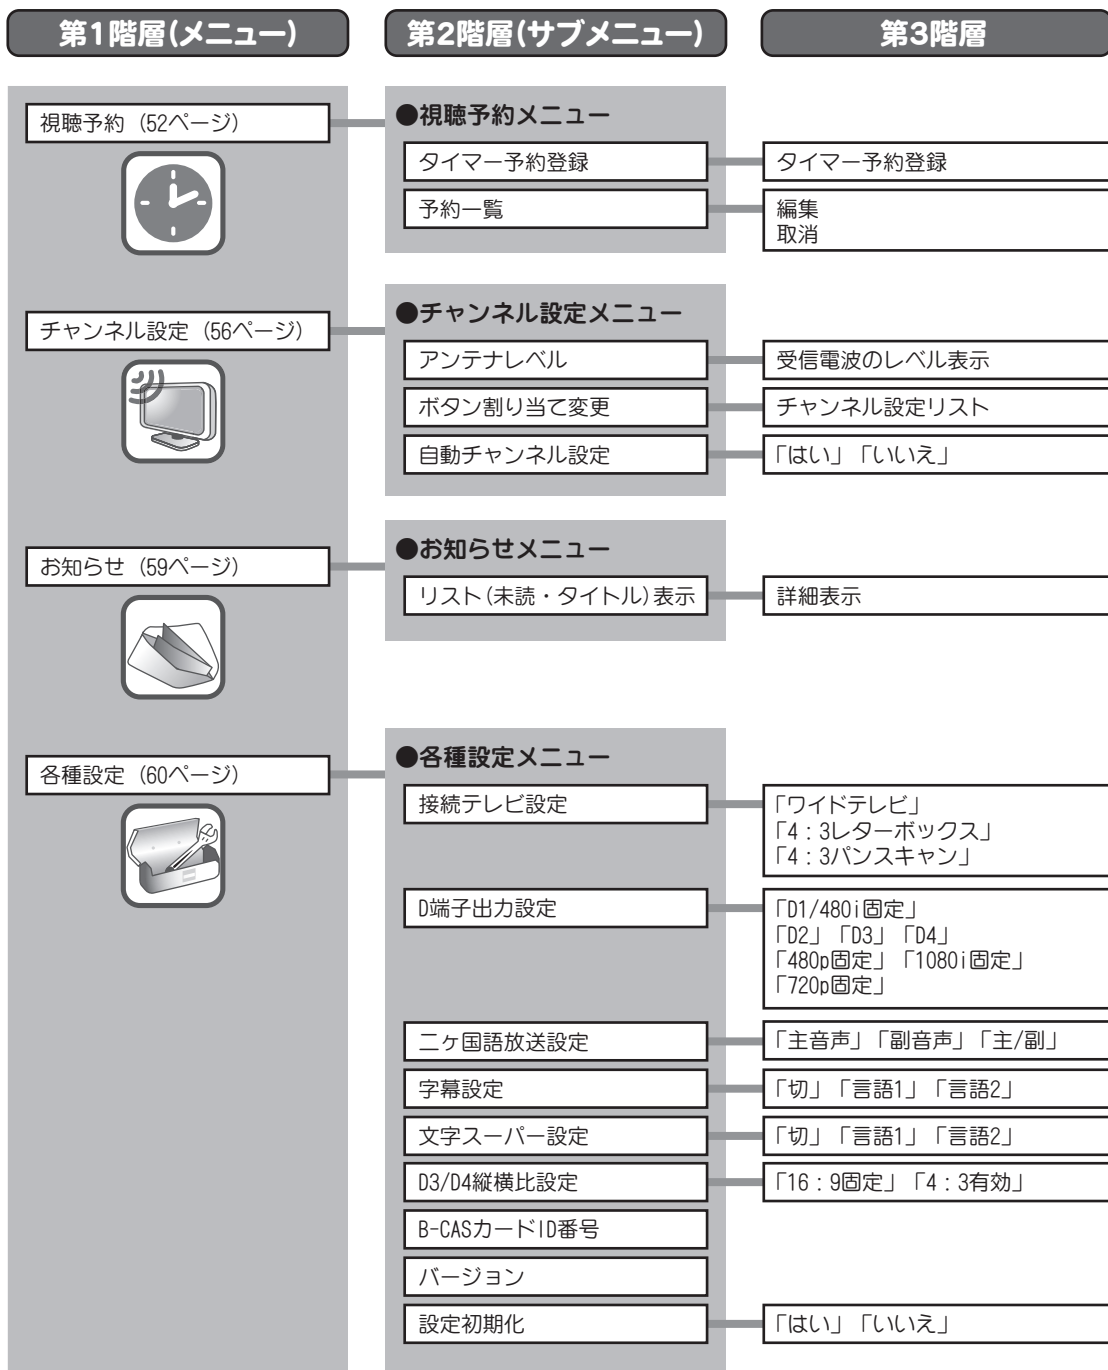 第1階層(メニュー)
第2階層(サブメニュー)
第3階層
視聴予約（52ページ）
●視聴予約メニュー
タイマー予約登録
タイマー予約登録
予約一覧
編集
取消
チャンネル設定（56ページ）
●チャンネル設定メニュー
アンテナレベル
受信電波のレベル表示
ボタン割り当て変更
チャンネル設定リスト
自動チャンネル設定
「はい」「いいえ」
お知らせ（59ページ）
●お知らせメニュー
リスト(未読・タイトル)表示
詳細表示
各種設定（60ページ）
●各種設定メニュー
接続テレビ設定
「ワイドテレビ」
「4：3レターボックス」
「4：3パンスキャン」
D端子出力設定
「D1/480i固定」
「D2」「D3」「D4」
「480p固定」「1080i固定」
「720p固定」
二ヶ国語放送設定
「主音声」「副音声」「主/副」
字幕設定
「切」「言語1」「言語2」
文字スーパー設定
「切」「言語1」「言語2」
D3/D4縦横比設定
「16：9固定」「4：3有効」
B-CASカードID番号
バージョン
設定初期化
「はい」「いいえ」